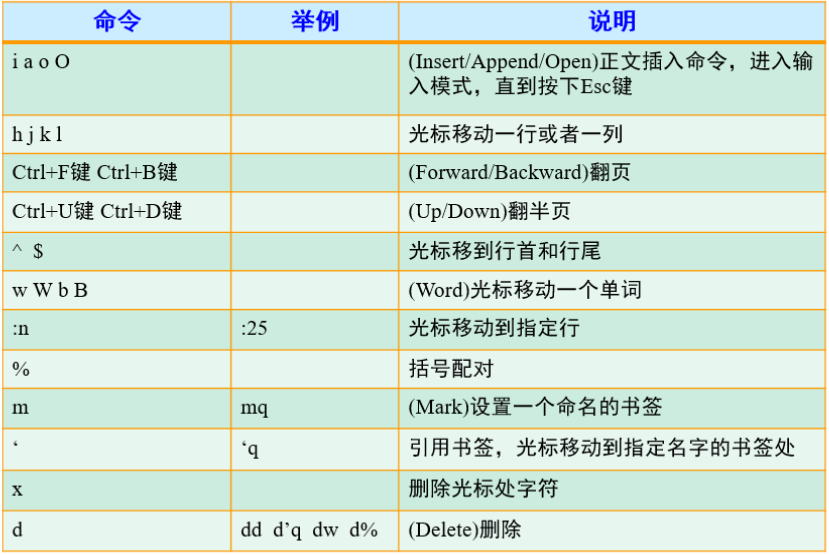 命令 举例 说明
i a o O (Insert/Append/Open)正文插入命令，进入输
入模式，直到按下Esc键
h j k l 光标移动一行或者一列
Ctrl+F键 Ctrl+B键 (Forward/Backward)翻页
Ctrl+U键 Ctrl+D键 (Up/Down)翻半页
^ $ 光标移到行首和行尾
w W b B (Word)光标移动一个单词
:n :25 光标移动到指定行
% 括号配对
m mq (Mark)设置一个命名的书签
‘ ‘q 引用书签，光标移动到指定名字的书签处
x 删除光标处字符
d dd d’q dw d% (Delete)删除